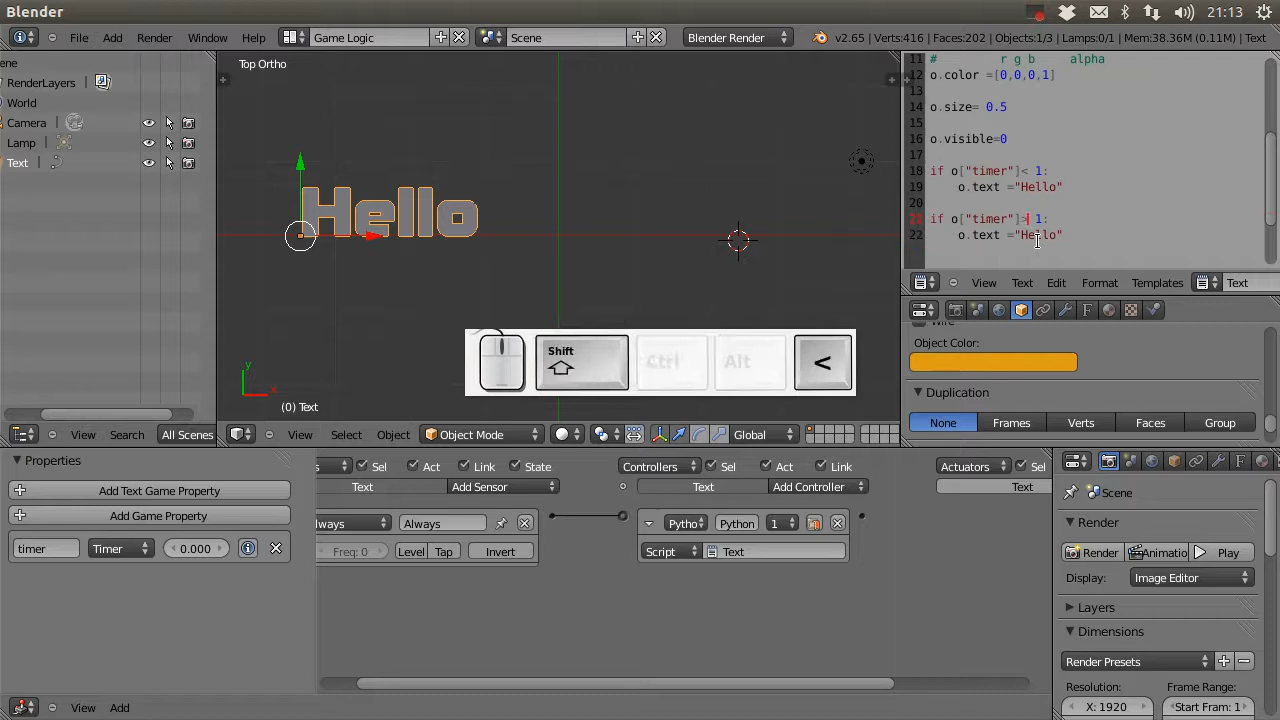 Blender
21:13
File Add Render Window Help Game Logic Scene Blender Render v2.65 | Verts:416 | Faces:202 | Objects:1/3 | Lamps:0/1 | Mem:38.36M (0.11M) | Text
ene
RenderLayers
World
Camera
Lamp
Text
View Search All Scenes
Top Ortho
Hello
Shift Ctrl Alt <
y
x
(0) Text
View Select Object Object Mode Global
11 # r g b alpha
12 o.color =[0,0,0,1]
13
14 o.size= 0.5
15
16 o.visible=0
17
18 if o["timer"]< 1:
19 o.text ="Hello"
20
21 if o["timer"]> 1:
22 o.text ="Hello"
View Text Edit Format Templates Text
Wire
Object Color:
Duplication
None Frames Verts Faces Group
Properties
Add Text Game Property
Add Game Property
timer Timer 0.000
s Sel Act Link State
Text Add Sensor
lways Always
Freq: 0 Level Tap Invert
Controllers Sel Act Link
Text Add Controller
Pytho Python 1
Script Text
Actuators Sel
Text
View Add
F
Scene
Render
Render Animatio Play
Display: Image Editor
Layers
Dimensions
Render Presets
Resolution: Frame Range:
X: 1920 Start Fram: 1